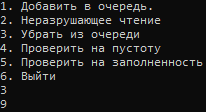 1. Добавить в очередь.
2. Неразрушающее чтение
3. Убрать из очереди
4. Проверить на пустоту
5. Проверить на заполненность
6. Выйти
3
9